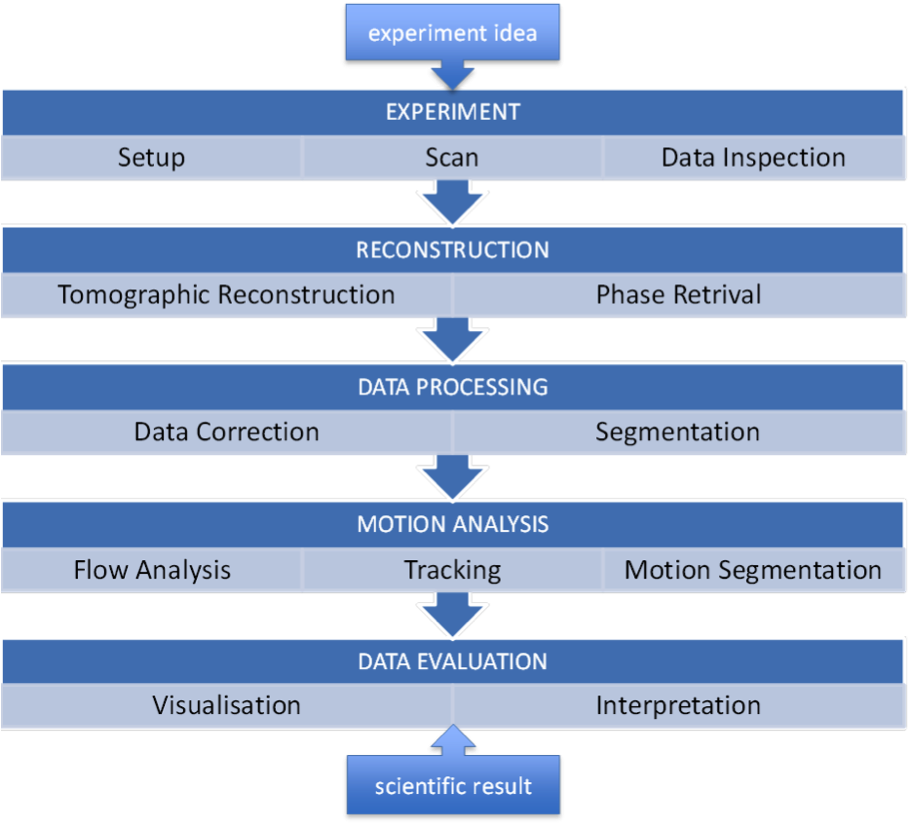 experiment idea
EXPERIMENT
Setup Scan Data Inspection
RECONSTRUCTION
Tomographic Reconstruction Phase Retrival
DATA PROCESSING
Data Correction Segmentation
MOTION ANALYSIS
Flow Analysis Tracking Motion Segmentation
DATA EVALUATION
Visualisation Interpretation
scientific result